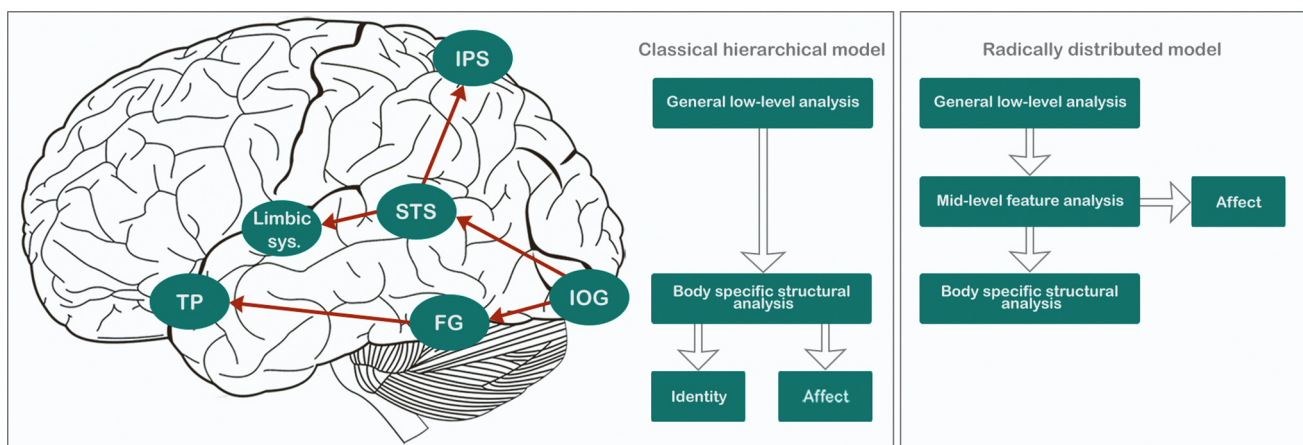 IPS
STS
Limbic
sys.
TP
FG
IOG
Classical hierarchical model
General low-level analysis
Body specific structural
analysis
Identity
Affect
Radically distributed model
General low-level analysis
Mid-level feature analysis
Affect
Body specific structural
analysis